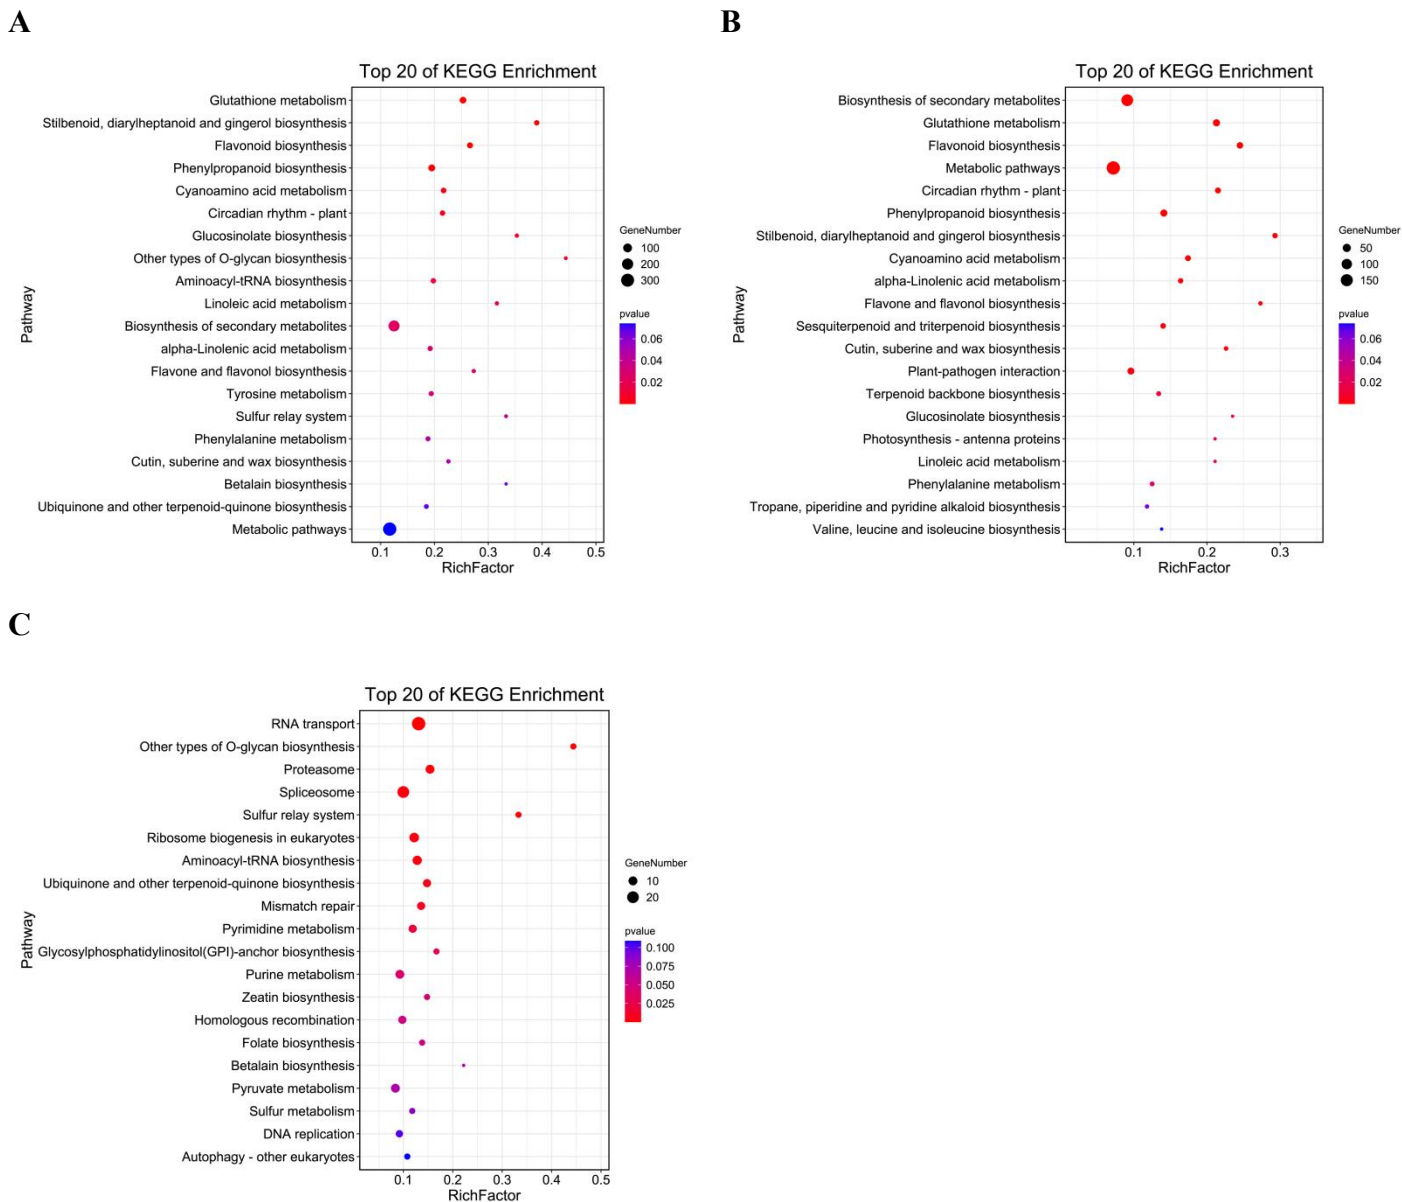 A
Top 20 of KEGG Enrichment
Pathway
Glutathione metabolism
Stilbenoid, diarylheptanoid and gingerol biosynthesis
Flavonoid biosynthesis
Phenylpropanoid biosynthesis
Cyanoamino acid metabolism
Circadian rhythm - plant
Glucosinolate biosynthesis
Other types of O-glycan biosynthesis
Aminoacyl-tRNA biosynthesis
Linoleic acid metabolism
Biosynthesis of secondary metabolites
alpha-Linolenic acid metabolism
Flavone and flavonol biosynthesis
Tyrosine metabolism
Sulfur relay system
Phenylalanine metabolism
Cutin, suberine and wax biosynthesis
Betalain biosynthesis
Ubiquinone and other terpenoid-quinone biosynthesis
Metabolic pathways
0.1 0.2 0.3 0.4 0.5
RichFactor
GeneNumber
100
200
300
pvalue
0.06
0.04
0.02
B
Top 20 of KEGG Enrichment
Pathway
Biosynthesis of secondary metabolites
Glutathione metabolism
Flavonoid biosynthesis
Metabolic pathways
Circadian rhythm - plant
Phenylpropanoid biosynthesis
Stilbenoid, diarylheptanoid and gingerol biosynthesis
Cyanoamino acid metabolism
alpha-Linolenic acid metabolism
Flavone and flavonol biosynthesis
Sesquiterpenoid and triterpenoid biosynthesis
Cutin, suberine and wax biosynthesis
Plant-pathogen interaction
Terpenoid backbone biosynthesis
Glucosinolate biosynthesis
Photosynthesis - antenna proteins
Linoleic acid metabolism
Phenylalanine metabolism
Tropane, piperidine and pyridine alkaloid biosynthesis
Valine, leucine and isoleucine biosynthesis
0.1 0.2 0.3
RichFactor
GeneNumber
50
100
150
pvalue
0.06
0.04
0.02
C
Top 20 of KEGG Enrichment
Pathway
RNA transport
Other types of O-glycan biosynthesis
Proteasome
Spliceosome
Sulfur relay system
Ribosome biogenesis in eukaryotes
Aminoacyl-tRNA biosynthesis
Ubiquinone and other terpenoid-quinone biosynthesis
Mismatch repair
Pyrimidine metabolism
Glycosylphosphatidylinositol(GPI)-anchor biosynthesis
Purine metabolism
Zeatin biosynthesis
Homologous recombination
Folate biosynthesis
Betalain biosynthesis
Pyruvate metabolism
Sulfur metabolism
DNA replication
Autophagy - other eukaryotes
0.1 0.2 0.3 0.4 0.5
RichFactor
GeneNumber
10
20
pvalue
0.100
0.075
0.050
0.025